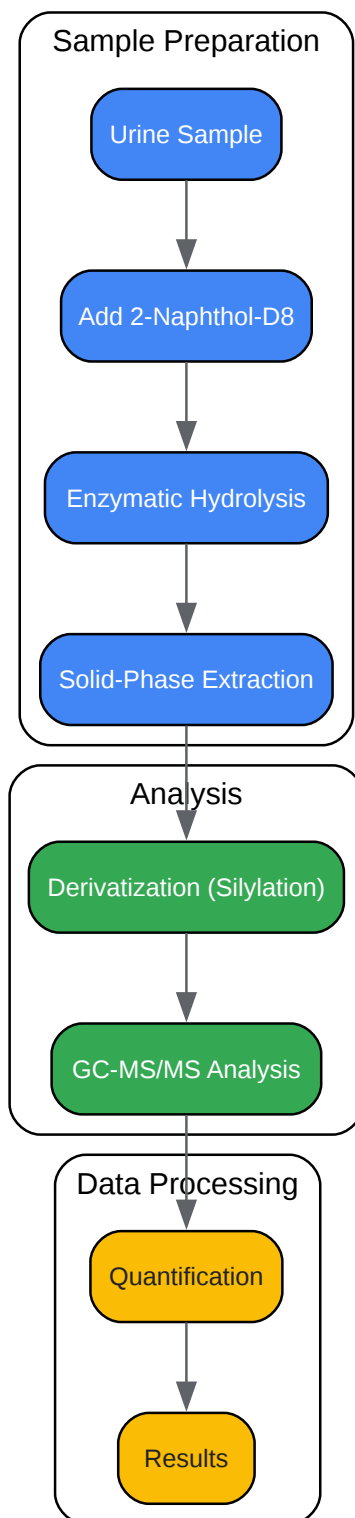 Sample Preparation
Urine Sample
Add 2-Naphthol-D8
Enzymatic Hydrolysis
Solid-Phase Extraction
Analysis
Derivatization (Silylation)
GC-MS/MS Analysis
Data Processing
Quantification
Results